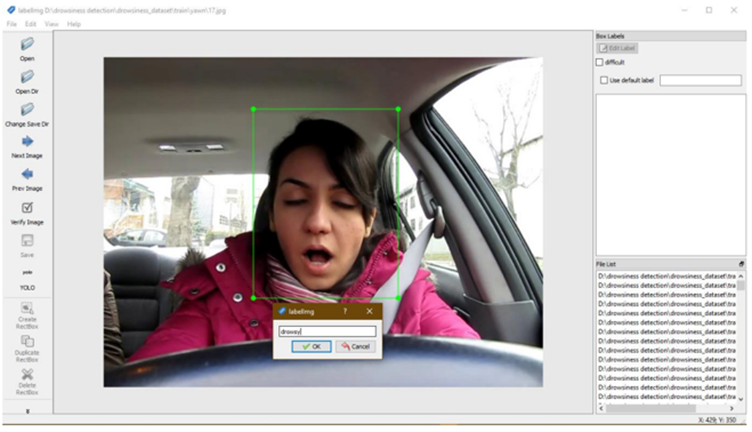 labelImg D:\drowsiness detection\drowsiness_dataset\train\yawn\17.jpg
File Edit View Help
Open
Open Dir
Change Save Dir
Next Image
Prev Image
Verify Image
Save
yolo
YOLO
Create
RectBox
Duplicate
RectBox
Delete
RectBox
labelImg ? ×
drowsy
OK Cancel
Box Labels
Edit Label
difficult
Use default label
File List
D:\drowsiness detection\drowsiness_dataset\tra
D:\drowsiness detection\drowsiness_dataset\tra
D:\drowsiness detection\drowsiness_dataset\tra
D:\drowsiness detection\drowsiness_dataset\tra
D:\drowsiness detection\drowsiness_dataset\tra
D:\drowsiness detection\drowsiness_dataset\tra
D:\drowsiness detection\drowsiness_dataset\tra
D:\drowsiness detection\drowsiness_dataset\tra
D:\drowsiness detection\drowsiness_dataset\tra
D:\drowsiness detection\drowsiness_dataset\tra
D:\drowsiness detection\drowsiness_dataset\tra
D:\drowsiness detection\drowsiness_dataset\tra
D:\drowsiness detection\drowsiness_dataset\tra
X: 429; Y: 350